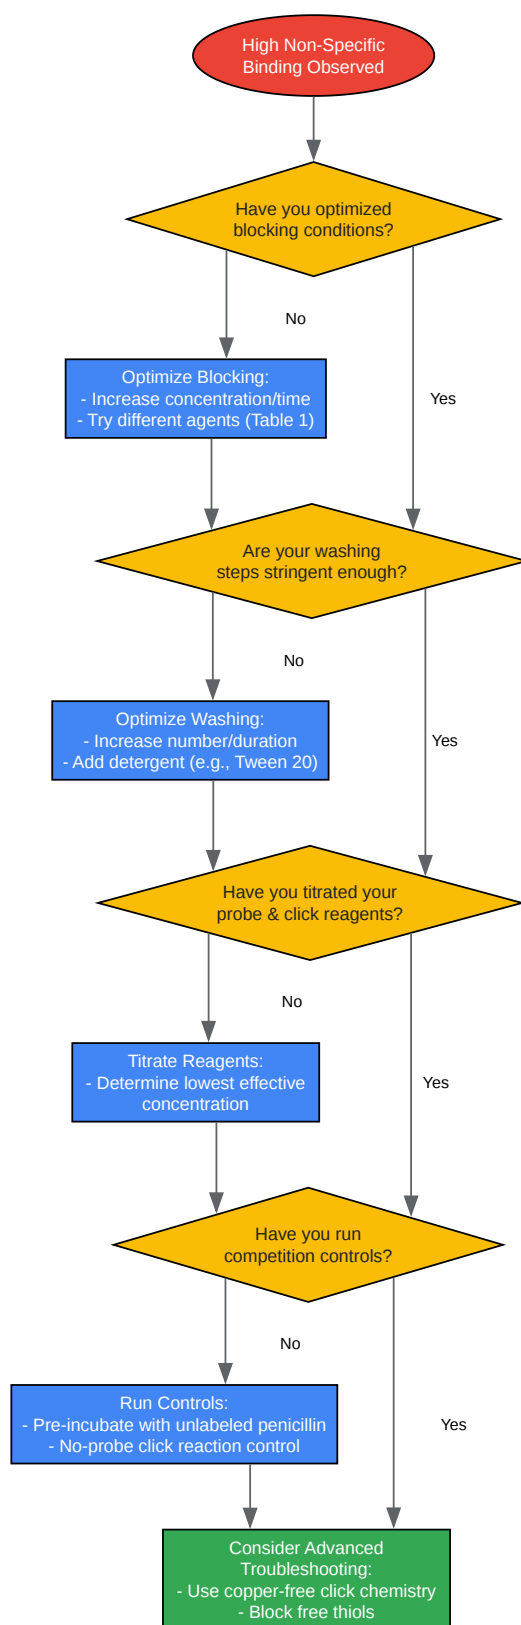 High Non-Specific
Binding Observed
Have you optimized
blocking conditions?
No
Optimize Blocking:
- Increase concentration/time
- Try different agents (Table 1)
Yes
Are your washing
steps stringent enough?
No
Optimize Washing:
- Increase number/duration
- Add detergent (e.g., Tween 20)
Yes
Have you titrated your
probe & click reagents?
No
Titrate Reagents:
- Determine lowest effective
concentration
Yes
Have you run
competition controls?
No
Run Controls:
- Pre-incubate with unlabeled penicillin
- No-probe click reaction control
Yes
Consider Advanced
Troubleshooting:
- Use copper-free click chemistry
- Block free thiols